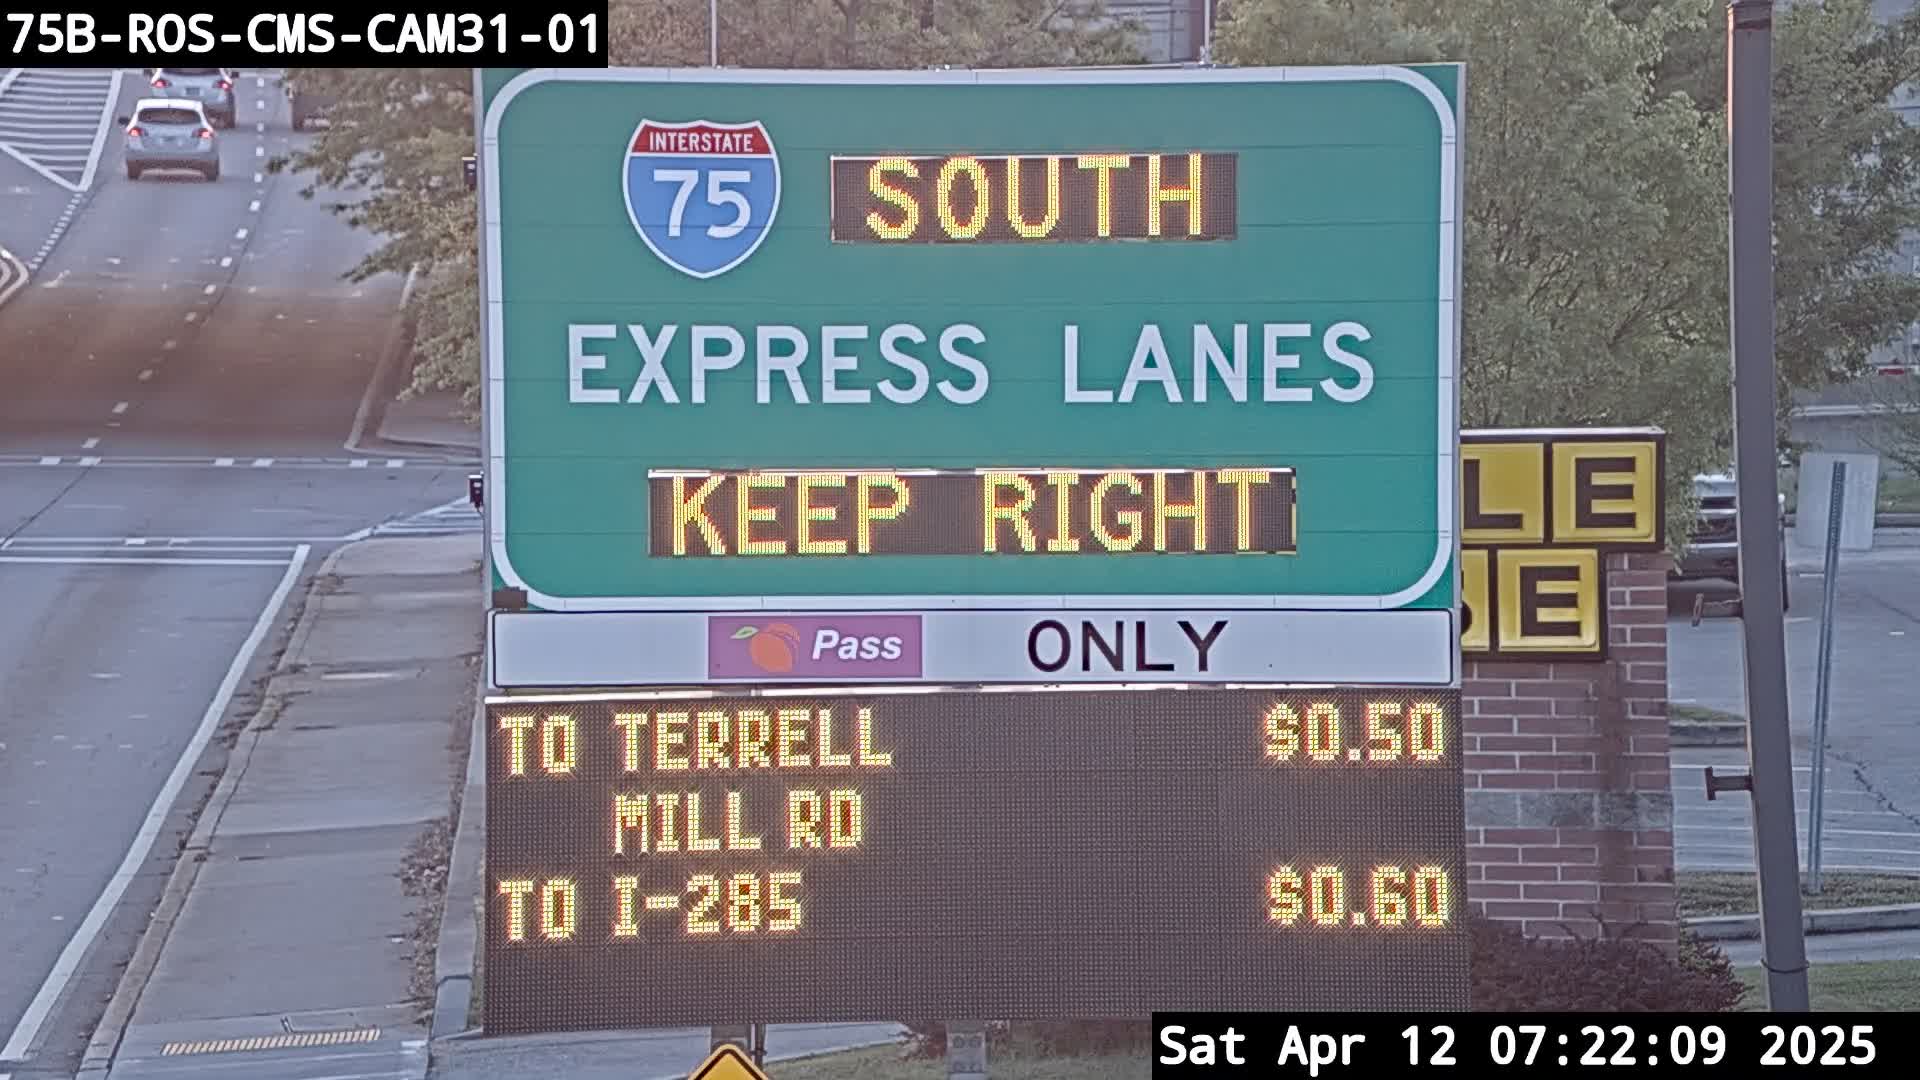 75B-ROS-CMS-CAM31-01
INTERSTATE
75
SOUTH
EXPRESS LANES
KEEP RIGHT
Pass ONLY
TO TERRELL $0.50
MILL RD
TO I-285 $0.60
LE
E
Sat Apr 12 07:22:09 2025